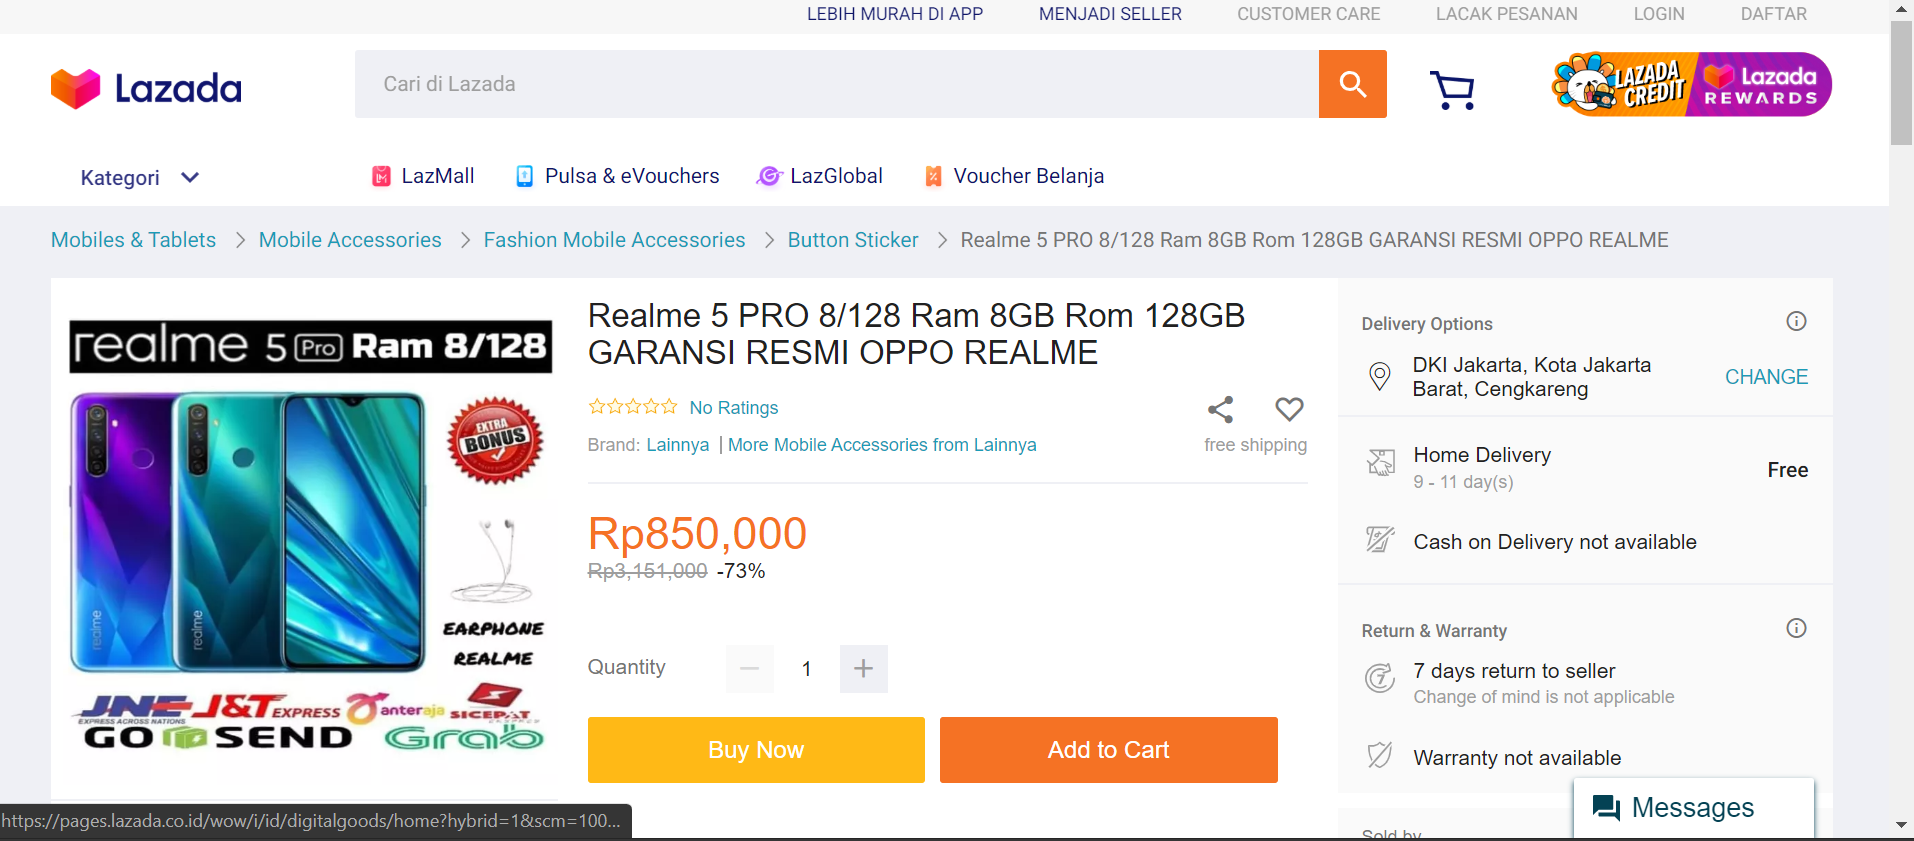 LEBIH MURAH DI APP
MENJADI SELLER
CUSTOMER CARE
LACAK PESANAN
LOGIN
DAFTAR
Lazada
Cari di Lazada
LAZADA CREDIT
Lazada REWARDS
Kategori
LazMall
Pulsa & eVouchers
LazGlobal
Voucher Belanja
Mobiles & Tablets
Mobile Accessories
Fashion Mobile Accessories
Button Sticker
Realme 5 PRO 8/128 Ram 8GB Rom 128GB GARANSI RESMI OPPO REALME
realme 5 Pro Ram 8/128
EXTRA
BONUS
realme
realme
EARPHONE
REALME
JNE
EXPRESS ACROSS NATIONS
J&T EXPRESS
anteraja
SICEPAT
GO SEND
Grab
Realme 5 PRO 8/128 Ram 8GB Rom 128GB
GARANSI RESMI OPPO REALME
No Ratings
Brand: Lainnya | More Mobile Accessories from Lainnya
free shipping
Rp850,000
Rp3,151,000 -73%
Quantity
1
Buy Now
Add to Cart
Delivery Options
DKI Jakarta, Kota Jakarta
Barat, Cengkareng
CHANGE
Home Delivery
9 - 11 day(s)
Free
Cash on Delivery not available
Return & Warranty
7 days return to seller
Change of mind is not applicable
Warranty not available
Sold by
Messages
https://pages.lazada.co.id/wow/i/id/digitalgoods/home?hybrid=1&scm=100...